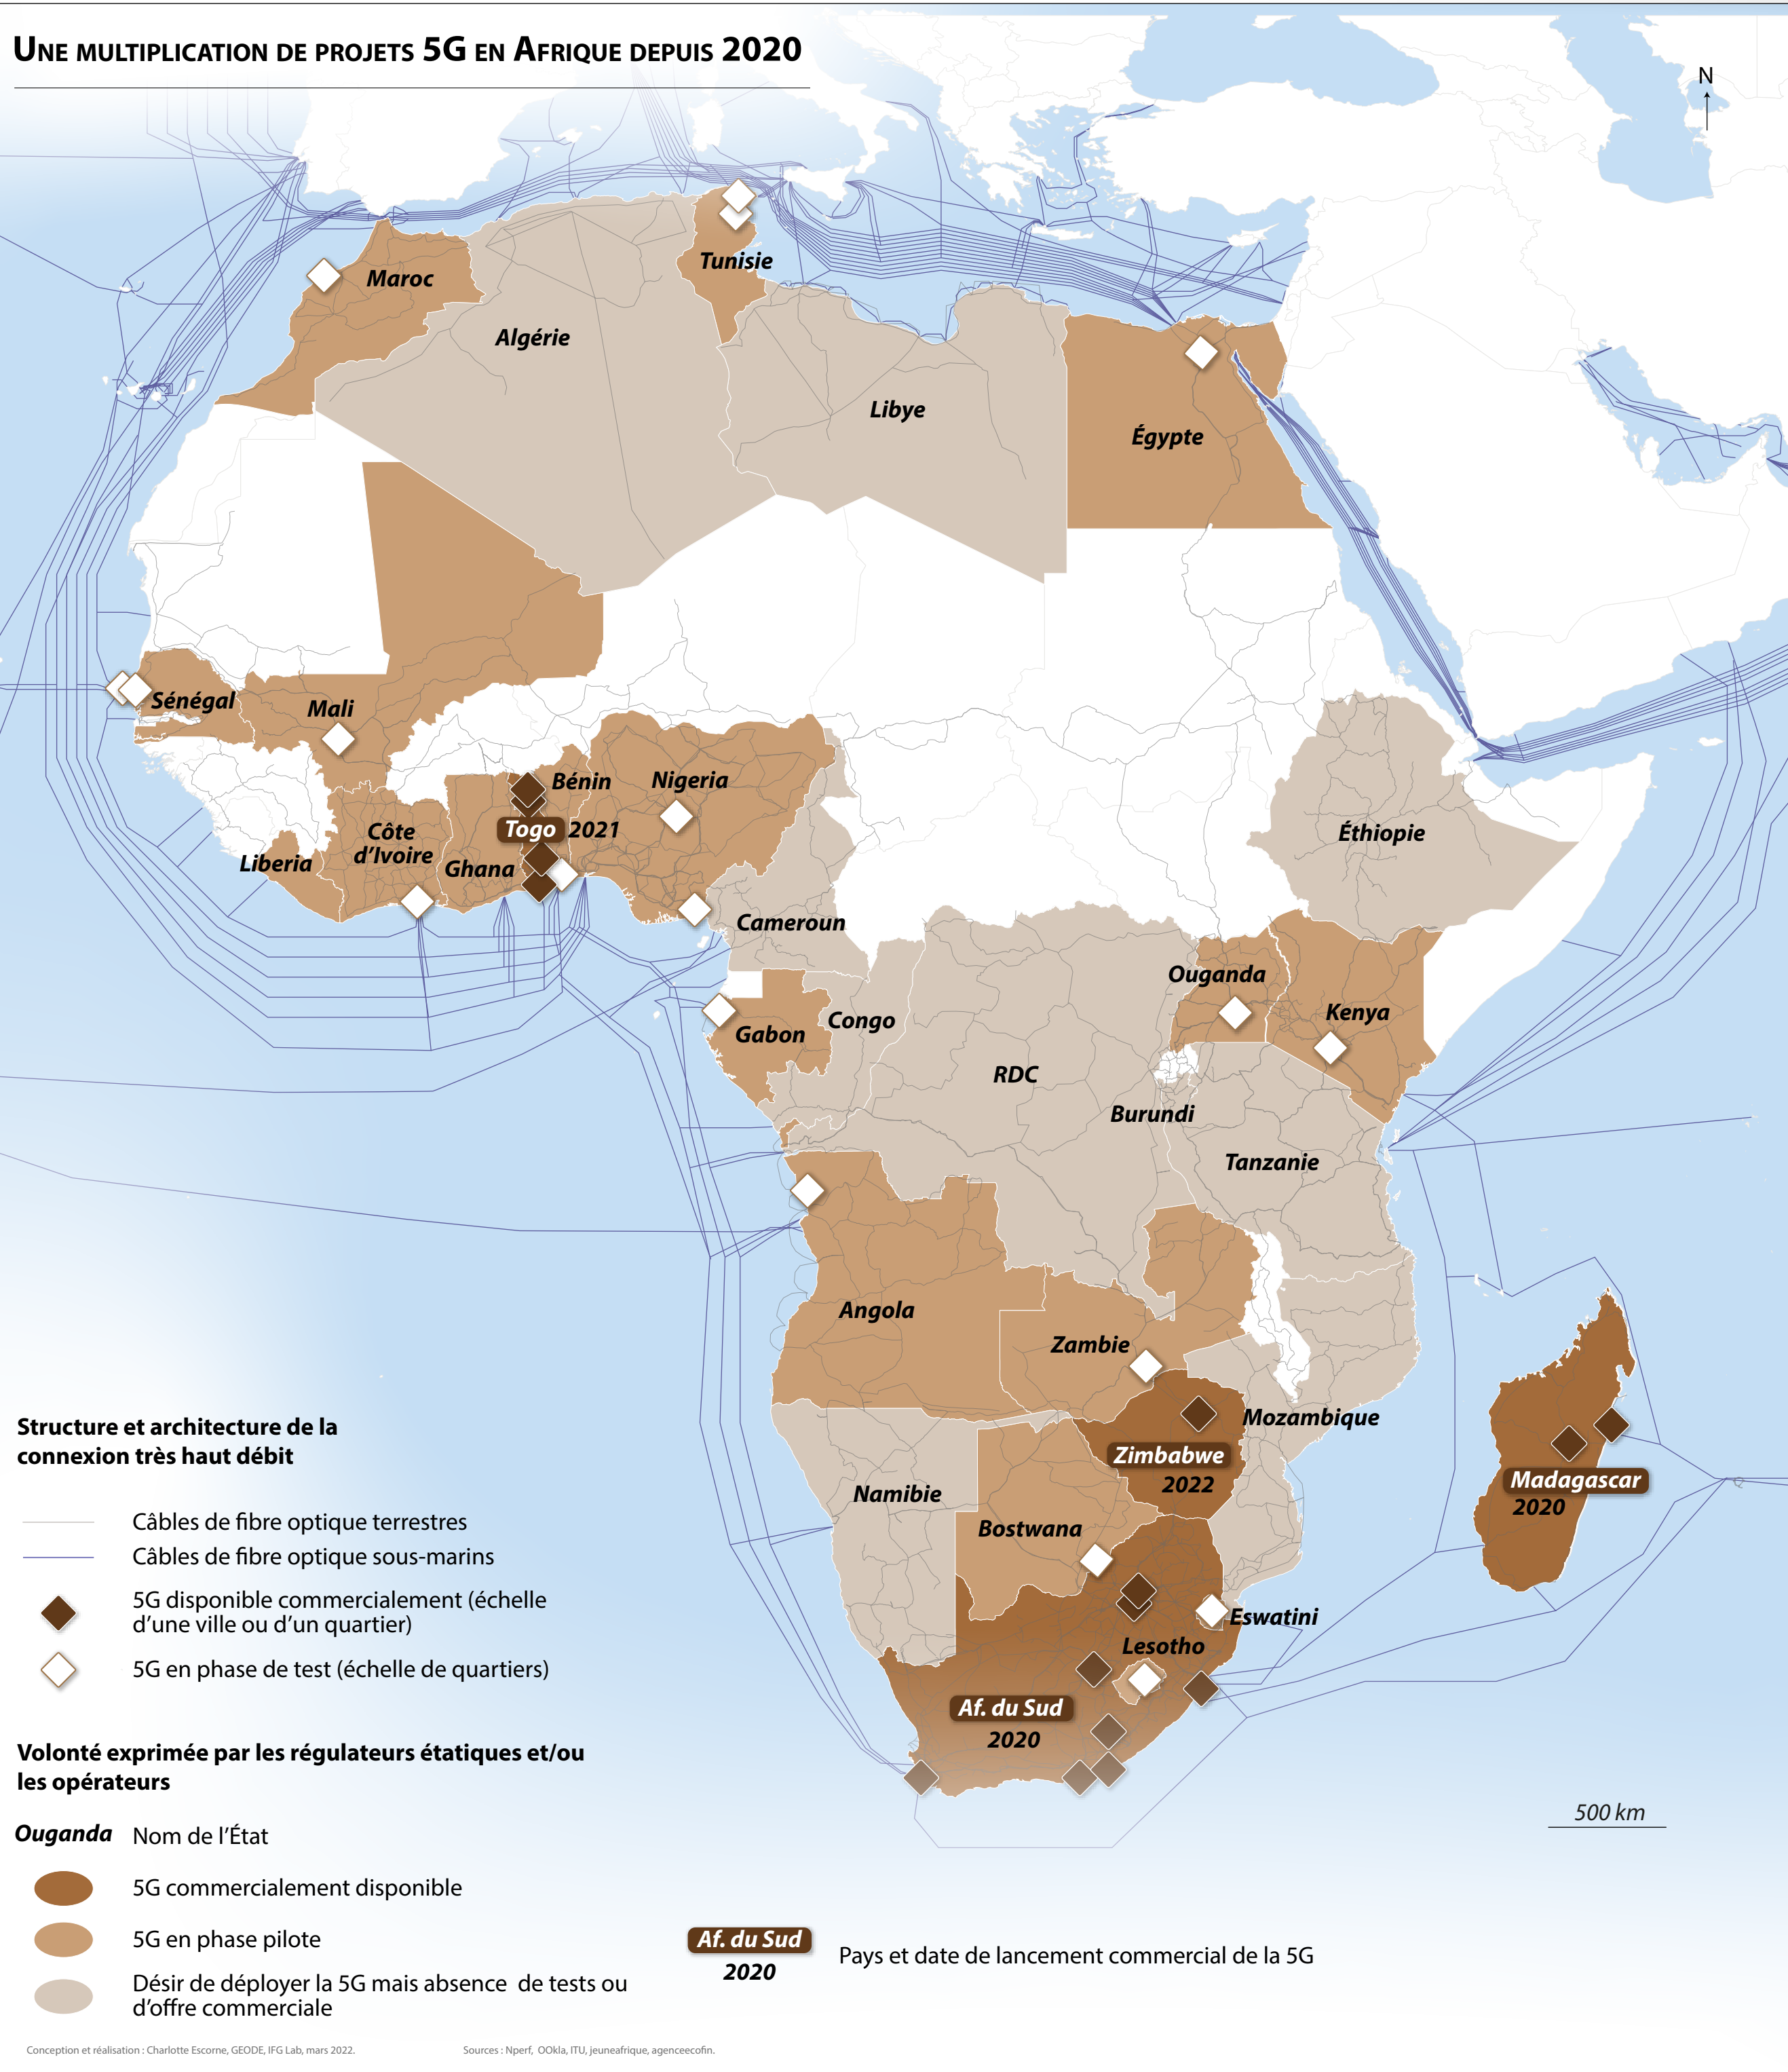 Une multiplication de projets 5G en Afrique depuis 2020
N
Maroc
Tunisie
Algérie
Libye
Égypte
Sénégal
Mali
Bénin
Nigeria
Togo 2021
Côte
d'Ivoire
Liberia
Ghana
Éthiopie
Cameroun
Ouganda
Kenya
Congo
Gabon
RDC
Burundi
Tanzanie
Angola
Zambie
Mozambique
Zimbabwe
2022
Madagascar
2020
Namibie
Bostwana
Eswatini
Lesotho
Af. du Sud
2020
500 km
Structure et architecture de la
connexion très haut débit
Câbles de fibre optique terrestres
Câbles de fibre optique sous-marins
5G disponible commercialement (échelle
d'une ville ou d'un quartier)
5G en phase de test (échelle de quartiers)
Volonté exprimée par les régulateurs étatiques et/ou
les opérateurs
Ouganda Nom de l'État
5G commercialement disponible
5G en phase pilote
Désir de déployer la 5G mais absence de tests ou
d'offre commerciale
Af. du Sud
2020
Pays et date de lancement commercial de la 5G
Conception et réalisation : Charlotte Escorne, GEODE, IFG Lab, mars 2022.
Sources : Nperf, OOkla, ITU, jeuneafrique, agenceecofin.